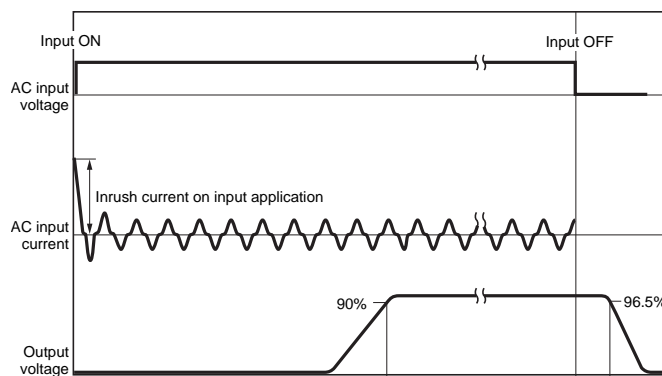 Input ON
Input OFF
AC input
voltage
Inrush current on input application
AC input
current
90%
96.5%
Output
voltage